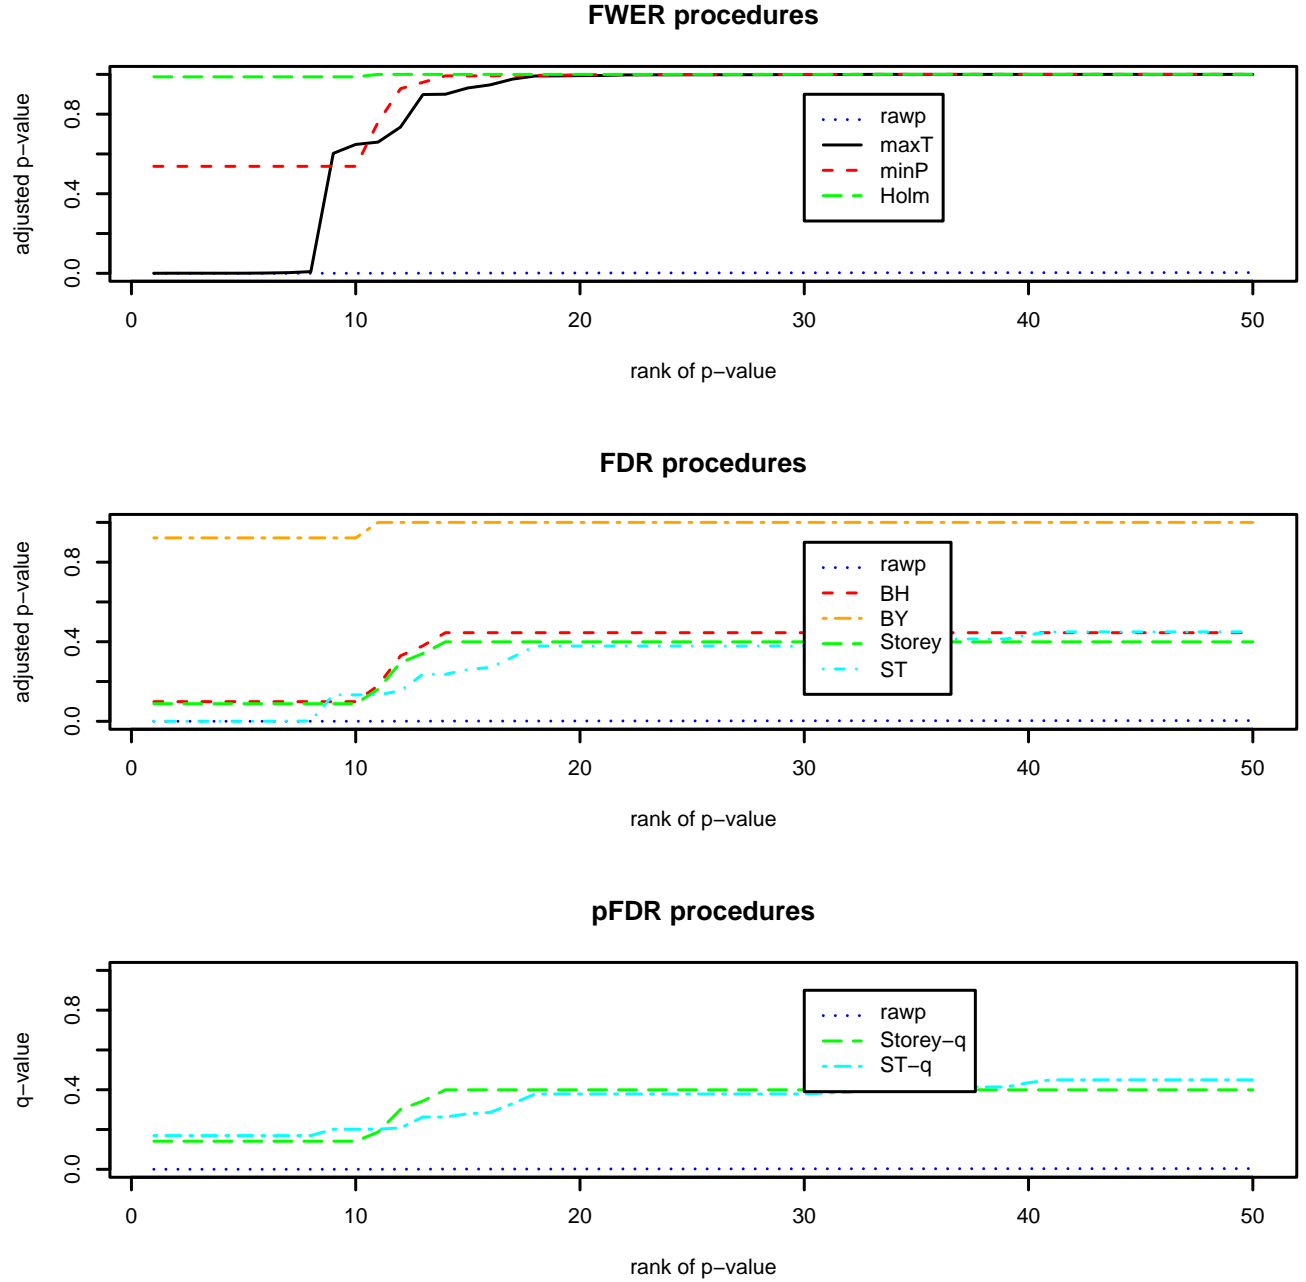 FWER procedures
adjusted p−value
0.0
0.4
0.8
rawp
maxT
minP
Holm
0 10 20 30 40 50
rank of p−value
FDR procedures
adjusted p−value
0.0
0.4
0.8
rawp
BH
BY
Storey
ST
0 10 20 30 40 50
rank of p−value
pFDR procedures
q−value
0.0
0.4
0.8
rawp
Storey−q
ST−q
0 10 20 30 40 50
rank of p−value